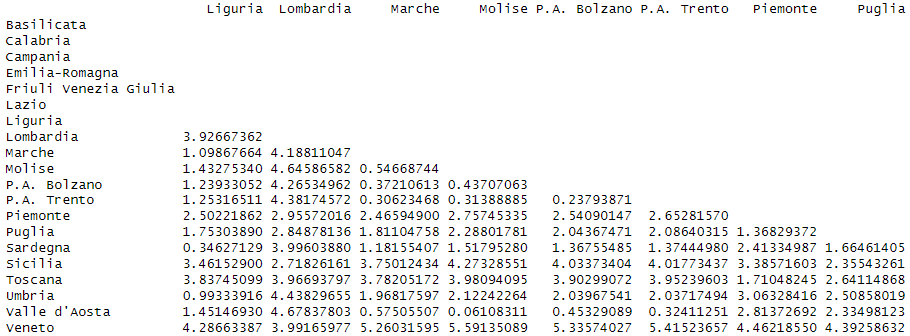 Liguria Lombardia Marche Molise P.A. Bolzano P.A. Trento Piemonte Puglia
Basilicata
Calabria
Campania
Emilia-Romagna
Friuli Venezia Giulia
Lazio
Liguria
Lombardia 3.92667362
Marche 1.09867664 4.18811047
Molise 1.43275340 4.64586582 0.54668744
P.A. Bolzano 1.23933052 4.26534962 0.37210613 0.43707063
P.A. Trento 1.25316511 4.38174572 0.30623468 0.31388885 0.23793871
Piemonte 2.50221862 2.95572016 2.46594900 2.75745335 2.54090147 2.65281570
Puglia 1.75303890 2.84878136 1.81104758 2.28801781 2.04367471 2.08640315 1.36829372
Sardegna 0.34627129 3.99603880 1.18155407 1.51795280 1.36755485 1.37444980 2.41334987 1.66461405
Sicilia 3.46152900 2.71826161 3.75012434 4.27328551 4.03373404 4.01773437 3.38571603 2.35543261
Toscana 3.83745099 3.96693797 3.78205172 3.98094095 3.90299072 3.95239603 1.71048245 2.64114868
Umbria 0.99333916 4.43829655 1.96817597 2.12242264 2.03967541 2.03717494 3.06328416 2.50858019
Valle d'Aosta 1.45146930 4.67837803 0.57505507 0.06108311 0.45329089 0.32411251 2.81372692 2.33498123
Veneto 4.28663387 3.99165977 5.26031595 5.59135089 5.33574027 5.41523657 4.46218550 4.39258632